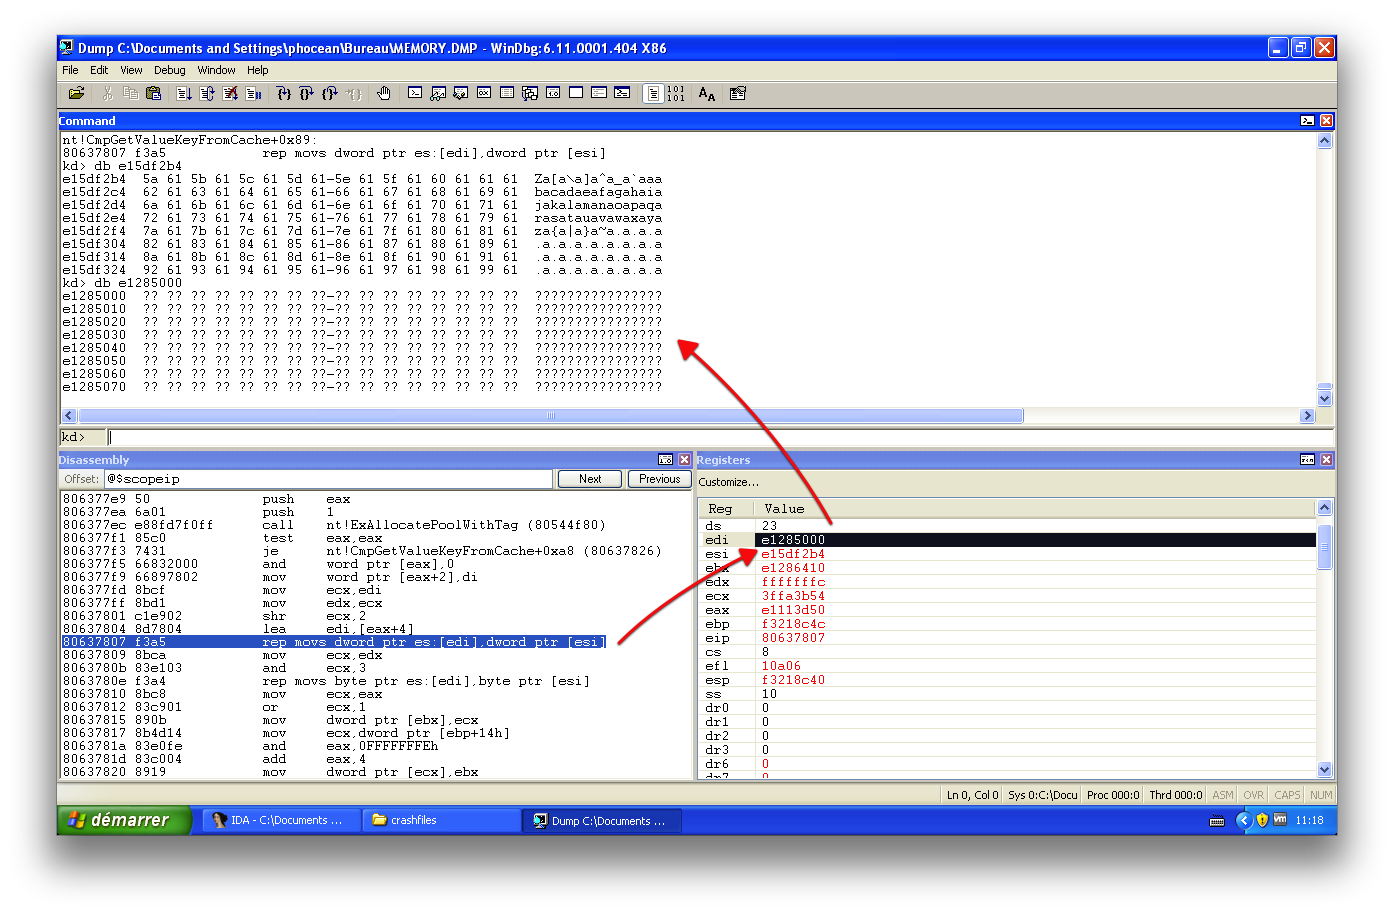 Dump C:\Documents and Settings\phocean\Bureau\MEMORY.DMP - WinDbg:6.11.0001.404 X86
File Edit View Debug Window Help
Command
nt!CmpGetValueKeyFromCache+0x89:
80637807 f3a5 rep movs dword ptr es:[edi],dword ptr [esi]
kd> db e15df2b4
e15df2b4 5a 61 5b 61 5c 61 5d 61-5e 61 5f 61 60 61 61 61 Za[a\a]a^a_a`aaa
e15df2c4 62 61 63 61 64 61 65 61-66 61 67 61 68 61 69 61 bacadaeafagahaia
e15df2d4 6a 61 6b 61 6c 61 6d 61-6e 61 6f 61 70 61 71 61 jakalamanaoapaqa
e15df2e4 72 61 73 61 74 61 75 61-76 61 77 61 78 61 79 61 rasatauavawaxaya
e15df2f4 7a 61 7b 61 7c 61 7d 61-7e 61 7f 61 80 61 81 61 za{a|a}a~a.a.a.a
e15df304 82 61 83 61 84 61 85 61-86 61 87 61 88 61 89 61 .a.a.a.a.a.a.a.a
e15df314 8a 61 8b 61 8c 61 8d 61-8e 61 8f 61 90 61 91 61 .a.a.a.a.a.a.a.a
e15df324 92 61 93 61 94 61 95 61-96 61 97 61 98 61 99 61 .a.a.a.a.a.a.a.a
kd> db e1285000
e1285000 ?? ?? ?? ?? ?? ?? ?? ??-?? ?? ?? ?? ?? ?? ?? ?? ????????????????
e1285010 ?? ?? ?? ?? ?? ?? ?? ??-?? ?? ?? ?? ?? ?? ?? ?? ????????????????
e1285020 ?? ?? ?? ?? ?? ?? ?? ??-?? ?? ?? ?? ?? ?? ?? ?? ????????????????
e1285030 ?? ?? ?? ?? ?? ?? ?? ??-?? ?? ?? ?? ?? ?? ?? ?? ????????????????
e1285040 ?? ?? ?? ?? ?? ?? ?? ??-?? ?? ?? ?? ?? ?? ?? ?? ????????????????
e1285050 ?? ?? ?? ?? ?? ?? ?? ??-?? ?? ?? ?? ?? ?? ?? ?? ????????????????
e1285060 ?? ?? ?? ?? ?? ?? ?? ??-?? ?? ?? ?? ?? ?? ?? ?? ????????????????
e1285070 ?? ?? ?? ?? ?? ?? ?? ??-?? ?? ?? ?? ?? ?? ?? ?? ????????????????
kd>
Disassembly
Offset: @$scopeip Next Previous
806377e9 50 push eax
806377ea 6a01 push 1
806377ec e88fd7f0ff call nt!ExAllocatePoolWithTag (80544f80)
806377f1 85c0 test eax,eax
806377f3 7431 je nt!CmpGetValueKeyFromCache+0xa8 (80637826)
806377f5 66832000 and word ptr [eax],0
806377f9 66897802 mov word ptr [eax+2],di
806377fd 8bcf mov ecx,edi
806377ff 8bd1 mov edx,ecx
80637801 c1e902 shr ecx,2
80637804 8d7804 lea edi,[eax+4]
80637807 f3a5 rep movs dword ptr es:[edi],dword ptr [esi]
80637809 8bca mov ecx,edx
8063780b 83e103 and ecx,3
8063780e f3a4 rep movs byte ptr es:[edi],byte ptr [esi]
80637810 8bc8 mov ecx,eax
80637812 83c901 or ecx,1
80637815 890b mov dword ptr [ebx],ecx
80637817 8b4d14 mov ecx,dword ptr [ebp+14h]
8063781a 83e0fe and eax,0FFFFFFFEh
8063781d 83c004 add eax,4
80637820 8919 mov dword ptr [ecx],ebx
Registers
Customize...
Reg Value
ds 23
edi e1285000
esi e15df2b4
ebx e1286410
edx fffffffc
ecx 3ffa3b54
eax e1113d50
ebp f3218c4c
eip 80637807
cs 8
efl 10a06
esp f3218c40
ss 10
dr0 0
dr1 0
dr2 0
dr3 0
dr6 0
dr7 0
Ln 0, Col 0 Sys 0:C:\Docu Proc 000:0 Thrd 000:0 ASM OVR CAPS NUM
démarrer IDA - C:\Documents ... crashfiles Dump C:\Documents ... 11:18